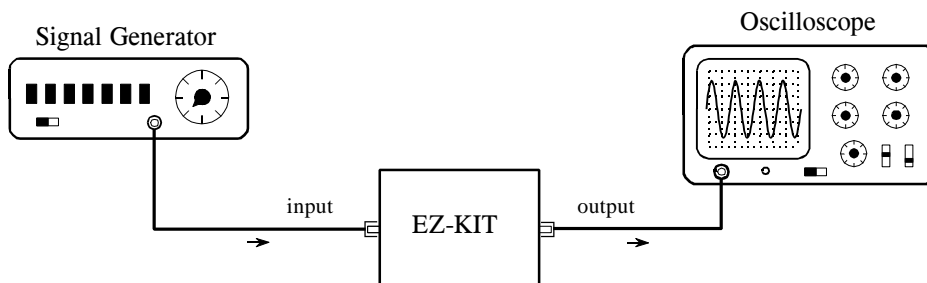 Oscilloscope
Signal Generator
input
EZ-KIT
output